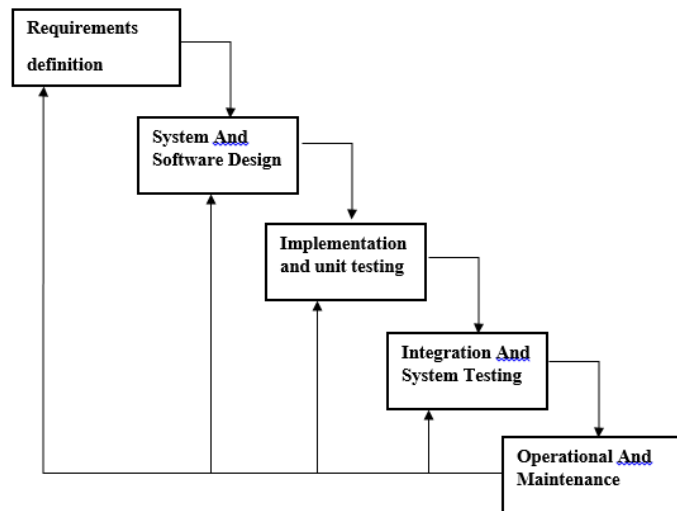 Requirements
definition
System And
Software Design
Implementation
and unit testing
Integration And
System Testing
Operational And
Maintenance